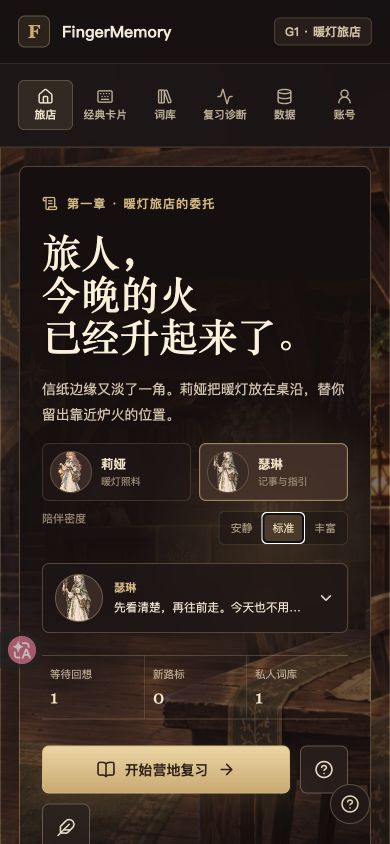 F
FingerMemory
G1 · 暖灯旅店
旅店
经典卡片
词库
复习诊断
数据
账号
第一章 · 暖灯旅店的委托
旅人，
今晚的火
已经升起来了。
信纸边缘又淡了一角。莉娅把暖灯放在桌沿，替你
留出靠近炉火的位置。
莉娅
暖灯照料
瑟琳
记事与指引
陪伴密度
安静
标准
丰富
瑟琳
先看清楚，再往前走。今天也不用...
等待回想
新路标
私人词库
1
0
1
开始营地复习